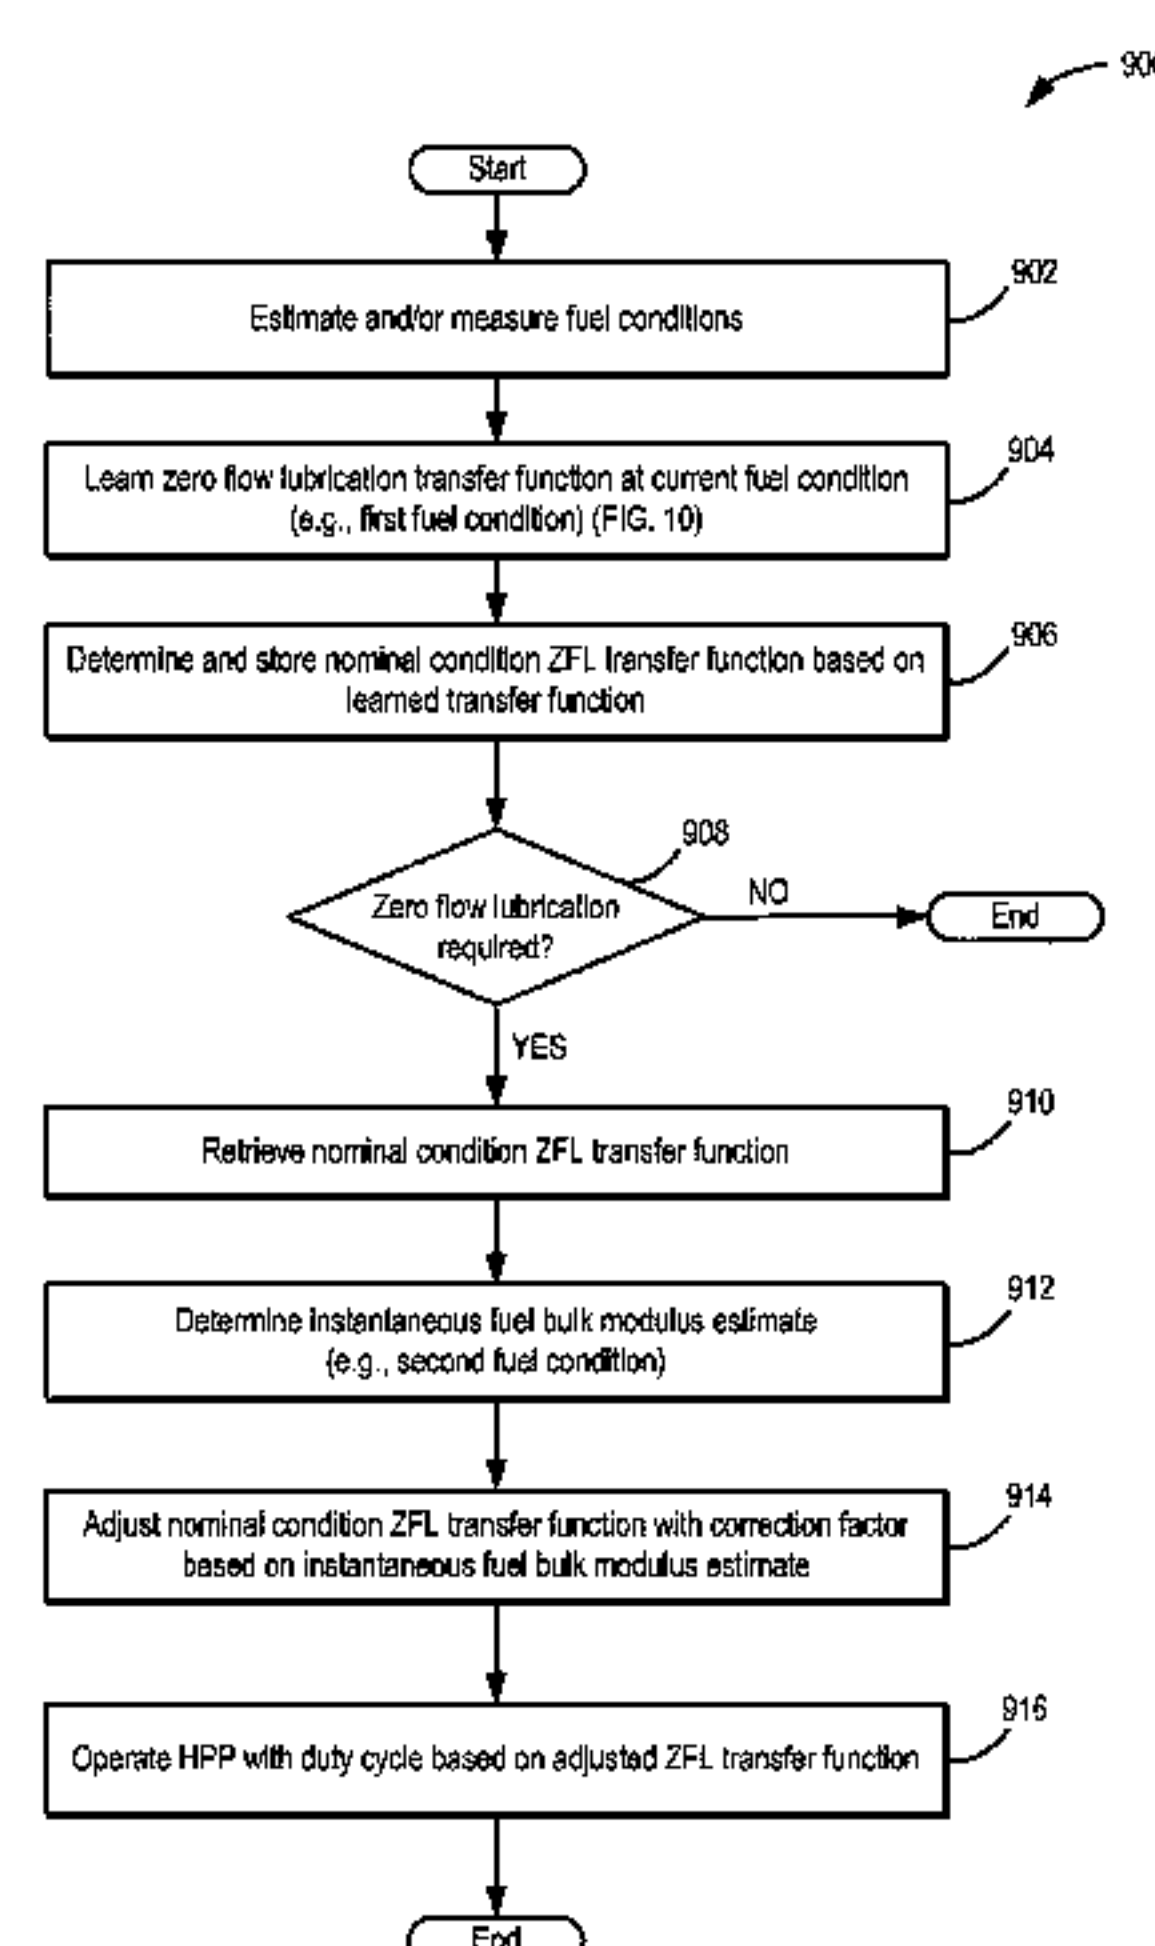 Start
902
Estimate and/or measure fuel conditions
904
Learn zero flow lubrication transfer function at current fuel condition
(e.g., first fuel condition) (FIG. 10)
906
Determine and store nominal condition ZFL transfer function based on
learned transfer function
908
Zero flow lubrication
required?
NO
End
YES
910
Retrieve nominal condition ZFL transfer function
912
Determine instantaneous fuel bulk modulus estimate
(e.g., second fuel condition)
914
Adjust nominal condition ZFL transfer function with correction factor
based on instantaneous fuel bulk modulus estimate
916
Operate HPP with duty cycle based on adjusted ZFL transfer function
End